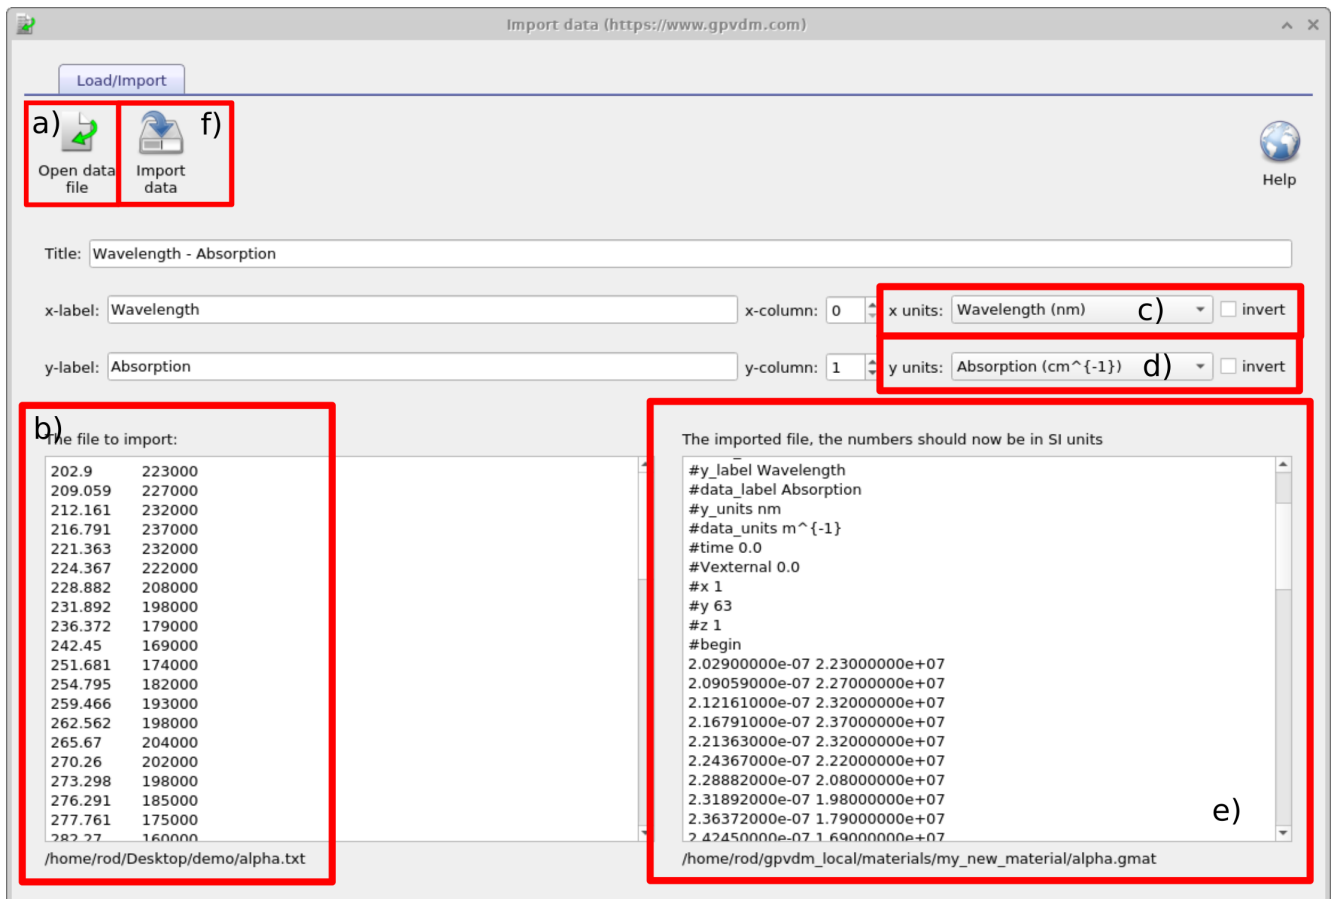 Import data (https://www.gpvdm.com)
Load/Import
a)
f)
Open data
file
Import
data
Help
Title: Wavelength - Absorption
x-label: Wavelength x-column: 0 x units: Wavelength (nm) c) invert
y-label: Absorption y-column: 1 y units: Absorption (cm^{-1}) d) invert
b)
The file to import:
202.9 223000
209.059 227000
212.161 232000
216.791 237000
221.363 232000
224.367 222000
228.882 208000
231.892 198000
236.372 179000
242.45 169000
251.681 174000
254.795 182000
259.466 193000
262.562 198000
265.67 204000
270.26 202000
273.298 198000
276.291 185000
277.761 175000
282.27 160000
/home/rod/Desktop/demo/alpha.txt
The imported file, the numbers should now be in SI units
#y_label Wavelength
#data_label Absorption
#y_units nm
#data_units m^{-1}
#time 0.0
#Vexternal 0.0
#x 1
#y 63
#z 1
#begin
2.02900000e-07 2.23000000e+07
2.09059000e-07 2.27000000e+07
2.12161000e-07 2.32000000e+07
2.16791000e-07 2.37000000e+07
2.21363000e-07 2.32000000e+07
2.24367000e-07 2.22000000e+07
2.28882000e-07 2.08000000e+07
2.31892000e-07 1.98000000e+07
2.36372000e-07 1.79000000e+07
2.42450000e-07 1.69000000e+07
e)
/home/rod/gpvdm_local/materials/my_new_material/alpha.gmat